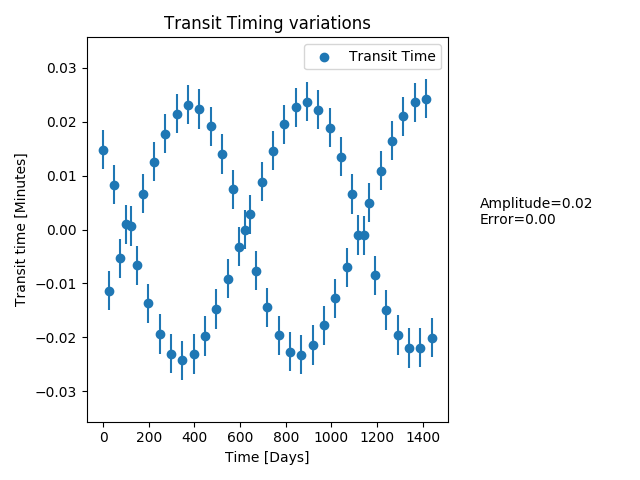 Transit Timing variations
Transit Time
0.03
0.02
0.01
0.00
−0.01
−0.02
−0.03
Transit time [Minutes]
0 200 400 600 800 1000 1200 1400
Time [Days]
Amplitude=0.02
Error=0.00